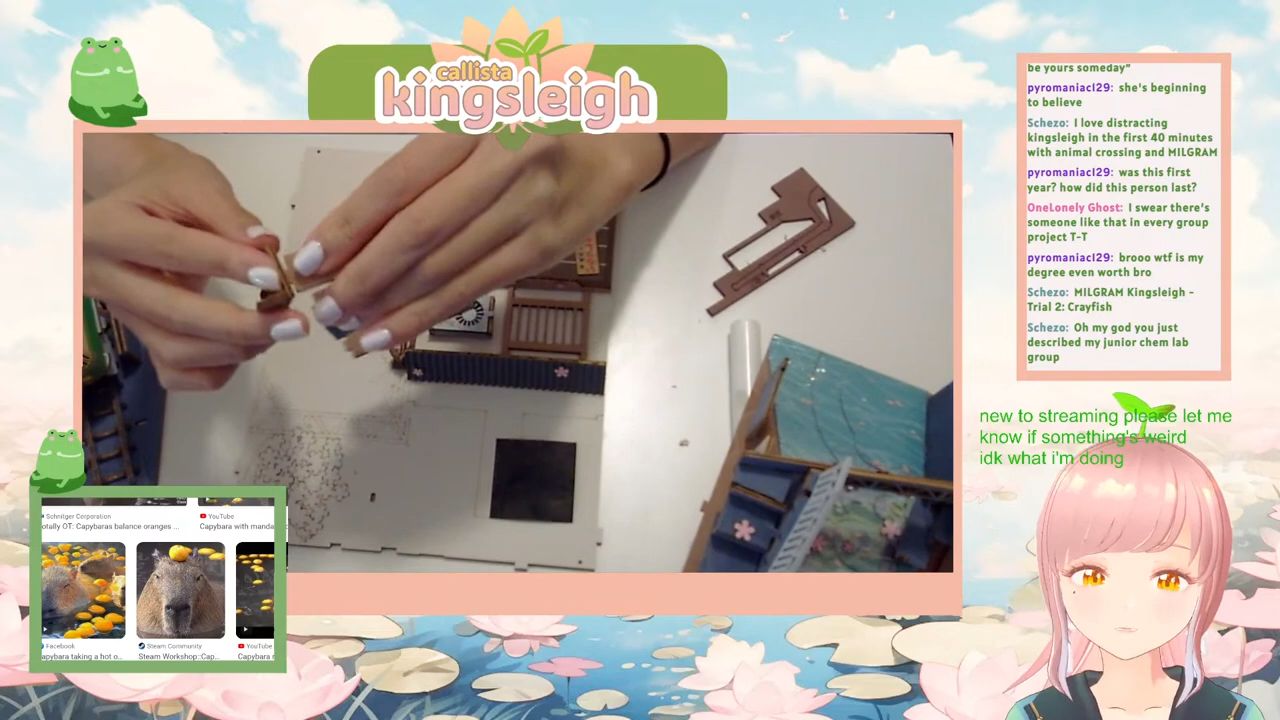 callista
kingsleigh
be yours someday"
pyromaniac129: she's beginning
to believe
Schezo: I love distracting
kingsleigh in the first 40 minutes
with animal crossing and MILGRAM
pyromaniac129: was this first
year? how did this person last?
OneLonely Ghost: I swear there's
someone like that in every group
project T-T
pyromaniac129: brooo wtf is my
degree even worth bro
Schezo: MILGRAM Kingsleigh -
Trial 2: Crayfish
Schezo: Oh my god you just
described my junior chem lab
group
new to streaming please let me
know if something's weird
idk what i'm doing
Schnitger Corporation
otally OT: Capybaras balance oranges ...
YouTube
Capybara with manda
Facebook
apybara taking a hot o...
Steam Community
Steam Workshop::Cap...
YouTube
Capybara